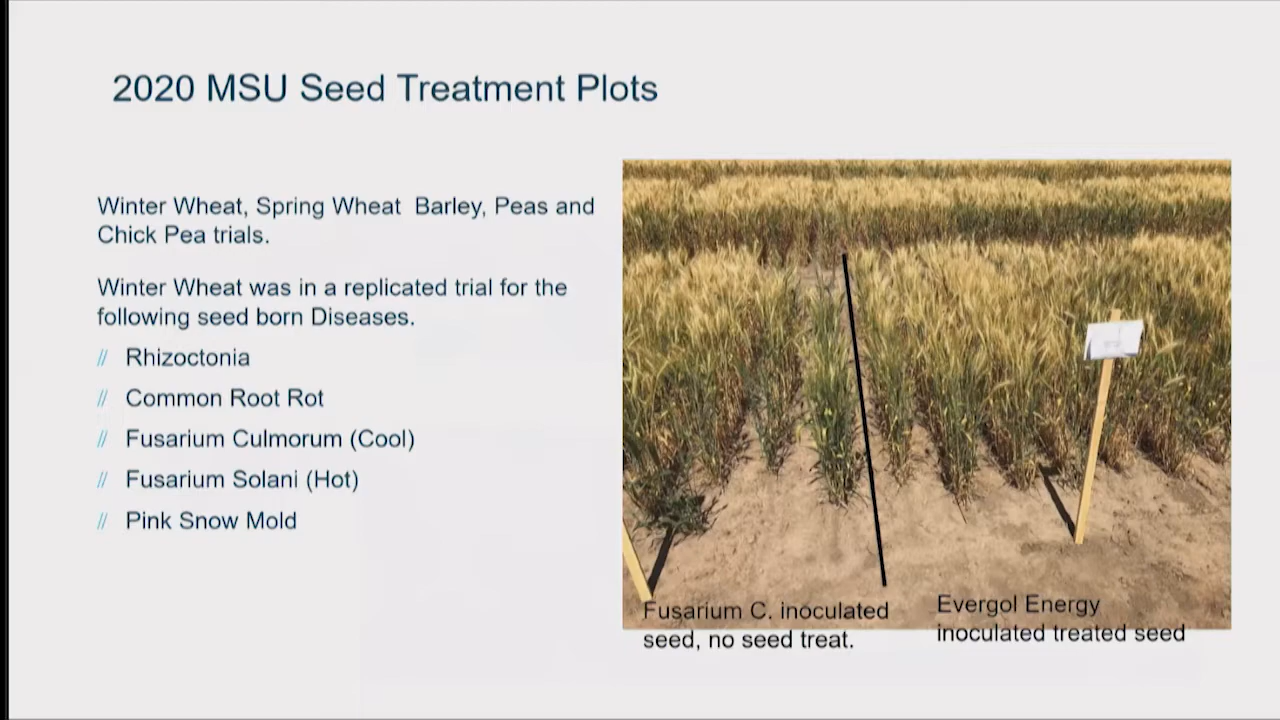 2020 MSU Seed Treatment Plots
Winter Wheat, Spring Wheat Barley, Peas and
Chick Pea trials.
Winter Wheat was in a replicated trial for the
following seed born Diseases.
// Rhizoctonia
// Common Root Rot
// Fusarium Culmorum (Cool)
// Fusarium Solani (Hot)
// Pink Snow Mold
Fusarium C. inoculated
seed, no seed treat.
Evergol Energy
inoculated treated seed